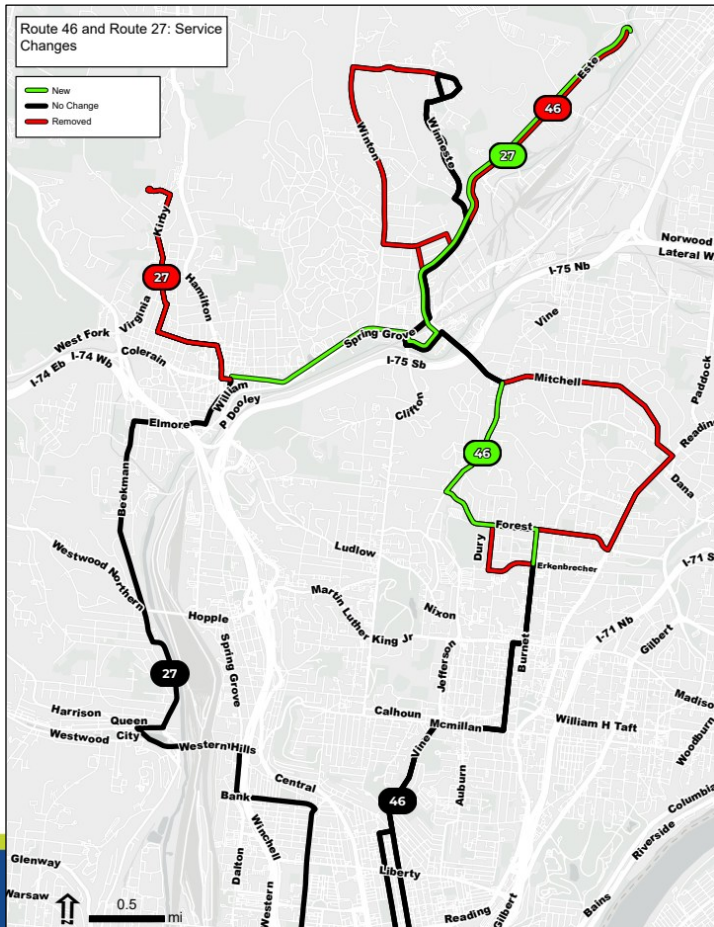 Route 46 and Route 27: Service
Changes
New
No Change
Removed
Este
46
27
Winton
Winneste
Kirby
27
Hamilton
Virginia
Norwood
Lateral W
I-75 Nb
Vine
West Fork
I-74 Eb
I-74 Wb
Colerain
Spring Grove
I-75 Sb
Mitchell
Paddock
Reading
Clifton
William
P Dooley
Elmore
46
Dana
Beekmann
Forest
Dury
Erkenbrecher
Ludlow
I-71 S
Westwood Northern
Martin Luther King Jr
Nixon
Hopple
I-71 Nb
Gilbert
Spring Grove
Jefferson
Burnet
27
Harrison
Queen
City
Westwood
Calhoun
Mcmillan
William H Taft
Madiso
Woodburn
Western Hills
Vine
Central
Auburn
Bank
46
Columbia
Winchell
Riverside
Dalton
Glenway
Liberty
Warsaw
Western
Reading
Gilbert
Bains
N
0.5
mi